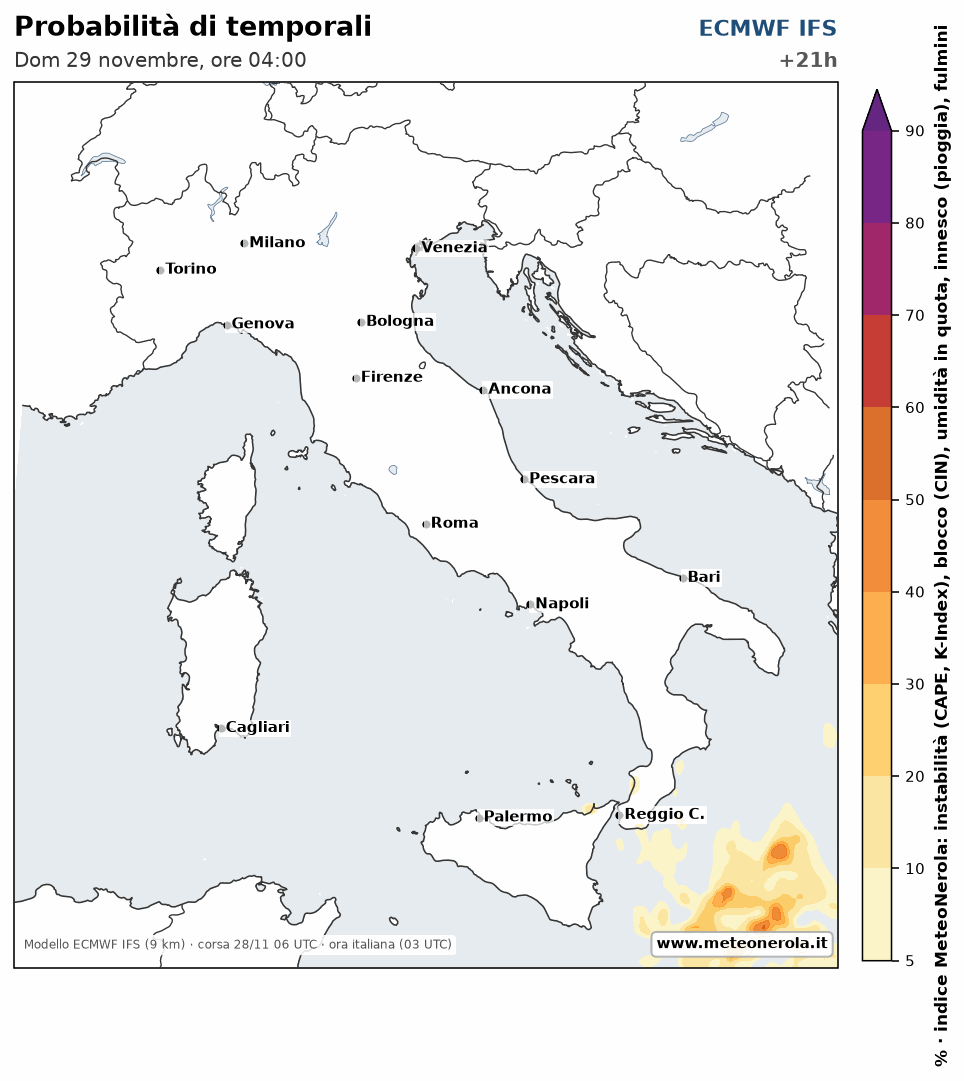 Probabilità di temporali
ECMWF IFS
Dom 29 novembre, ore 04:00
+21h
Milano
Venezia
Torino
Genova
Bologna
Firenze
Ancona
Pescara
Roma
Bari
Napoli
Cagliari
Palermo
Reggio C.
Modello ECMWF IFS (9 km) · corsa 28/11 06 UTC · ora italiana (03 UTC)
www.meteonerola.it
90
80
70
60
50
40
30
20
10
5
% · indice MeteoNerola: instabilità (CAPE, K-Index), blocco (CIN), umidità in quota, innesco (pioggia), fulmini